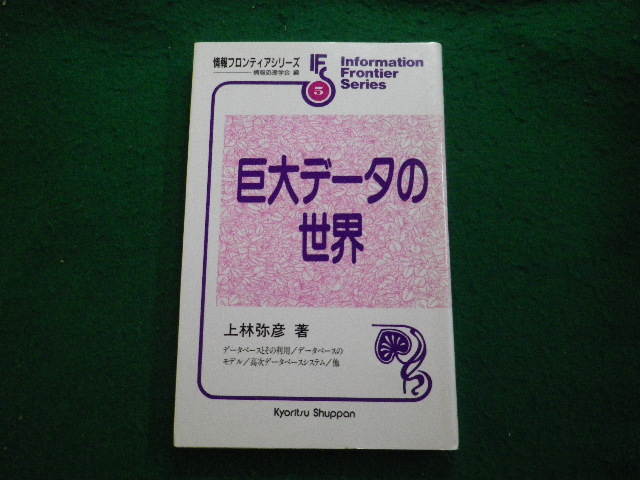 情報フロンティアシリーズ
情報処理学会 編
IFS
5
Information
Frontier
Series
巨大データの
世界
上林弥彦 著
データベースとその利用/データベースの
モデル/高次データベースシステム/他
Kyoritsu Shuppan